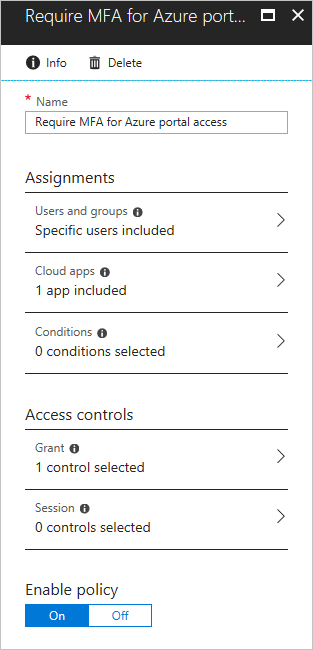 Require MFA for Azure port...
Info
Delete
* Name
Require MFA for Azure portal access
Assignments
Users and groups
Specific users included
Cloud apps
1 app included
Conditions
0 conditions selected
Access controls
Grant
1 control selected
Session
0 controls selected
Enable policy
On
Off